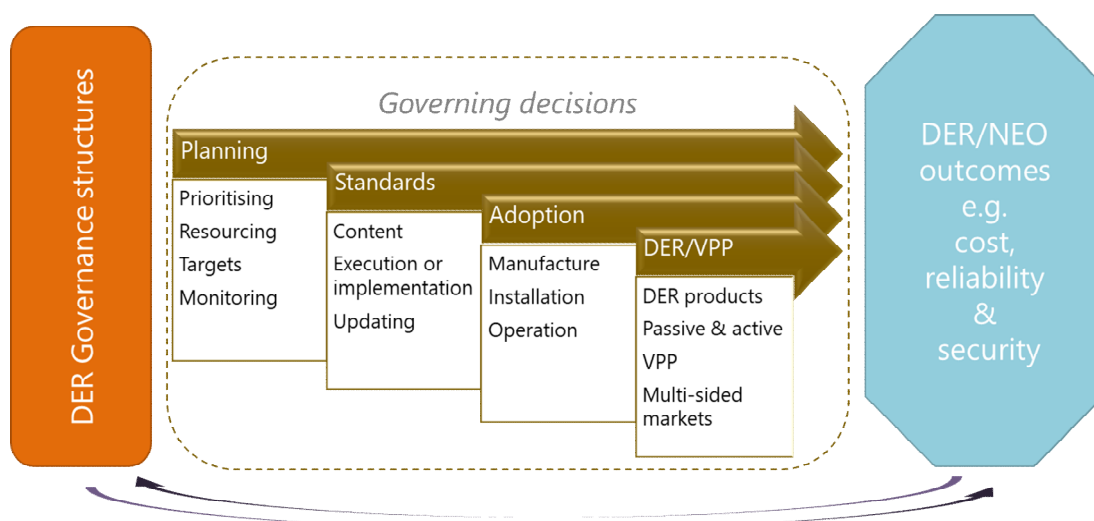 DER Governance structures
Governing decisions
Planning
Prioritising
Resourcing
Targets
Monitoring
Standards
Content
Execution or
implementation
Updating
Adoption
Manufacture
Installation
Operation
DER/VPP
DER products
Passive & active
VPP
Multi-sided
markets
DER/NEO
outcomes
e.g.
cost,
reliability
&
security